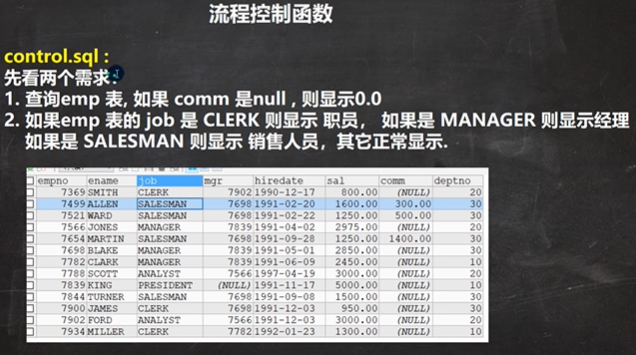 流程控制函数
control.sql :
先看两个需求:
1. 查询emp 表, 如果 comm 是null , 则显示0.0
2. 如果emp 表的 job 是 CLERK 则显示 职员， 如果是 MANAGER 则显示经理
如果是 SALESMAN 则显示 销售人员，其它正常显示.
empno ename job mgr hiredate sal comm deptno
7369 SMITH CLERK 7902 1990-12-17 800.00 (NULL) 20
7499 ALLEN SALESMAN 7698 1991-02-20 1600.00 300.00 30
7521 WARD SALESMAN 7698 1991-02-22 1250.00 500.00 30
7566 JONES MANAGER 7839 1991-04-02 2975.00 (NULL) 20
7654 MARTIN SALESMAN 7698 1991-09-28 1250.00 1400.00 30
7698 BLAKE MANAGER 7839 1991-05-01 2850.00 (NULL) 30
7782 CLARK MANAGER 7839 1991-06-09 2450.00 (NULL) 10
7788 SCOTT ANALYST 7566 1997-04-19 3000.00 (NULL) 20
7839 KING PRESIDENT (NULL) 1991-11-17 5000.00 (NULL) 10
7844 TURNER SALESMAN 7698 1991-09-08 1500.00 (NULL) 30
7900 JAMES CLERK 7698 1991-12-03 950.00 (NULL) 30
7902 FORD ANALYST 7566 1991-12-03 3000.00 (NULL) 20
7934 MILLER CLERK 7782 1992-01-23 1300.00 (NULL) 10